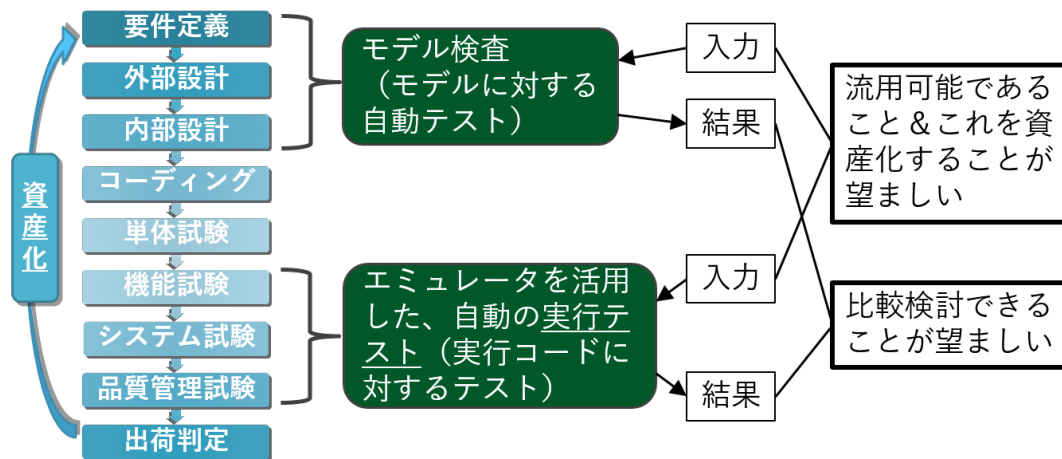 要件定義
外部設計
内部設計
コーディング
単体試験
機能試験
システム試験
品質管理試験
出荷判定
資産化
モデル検査
（モデルに対する
自動テスト）
エミュレータを活用
した、自動の実行テ
スト（実行コードに
対するテスト）
入力
結果
入力
結果
流用可能である
こと＆これを資
産化することが
望ましい
比較検討できる
ことが望ましい